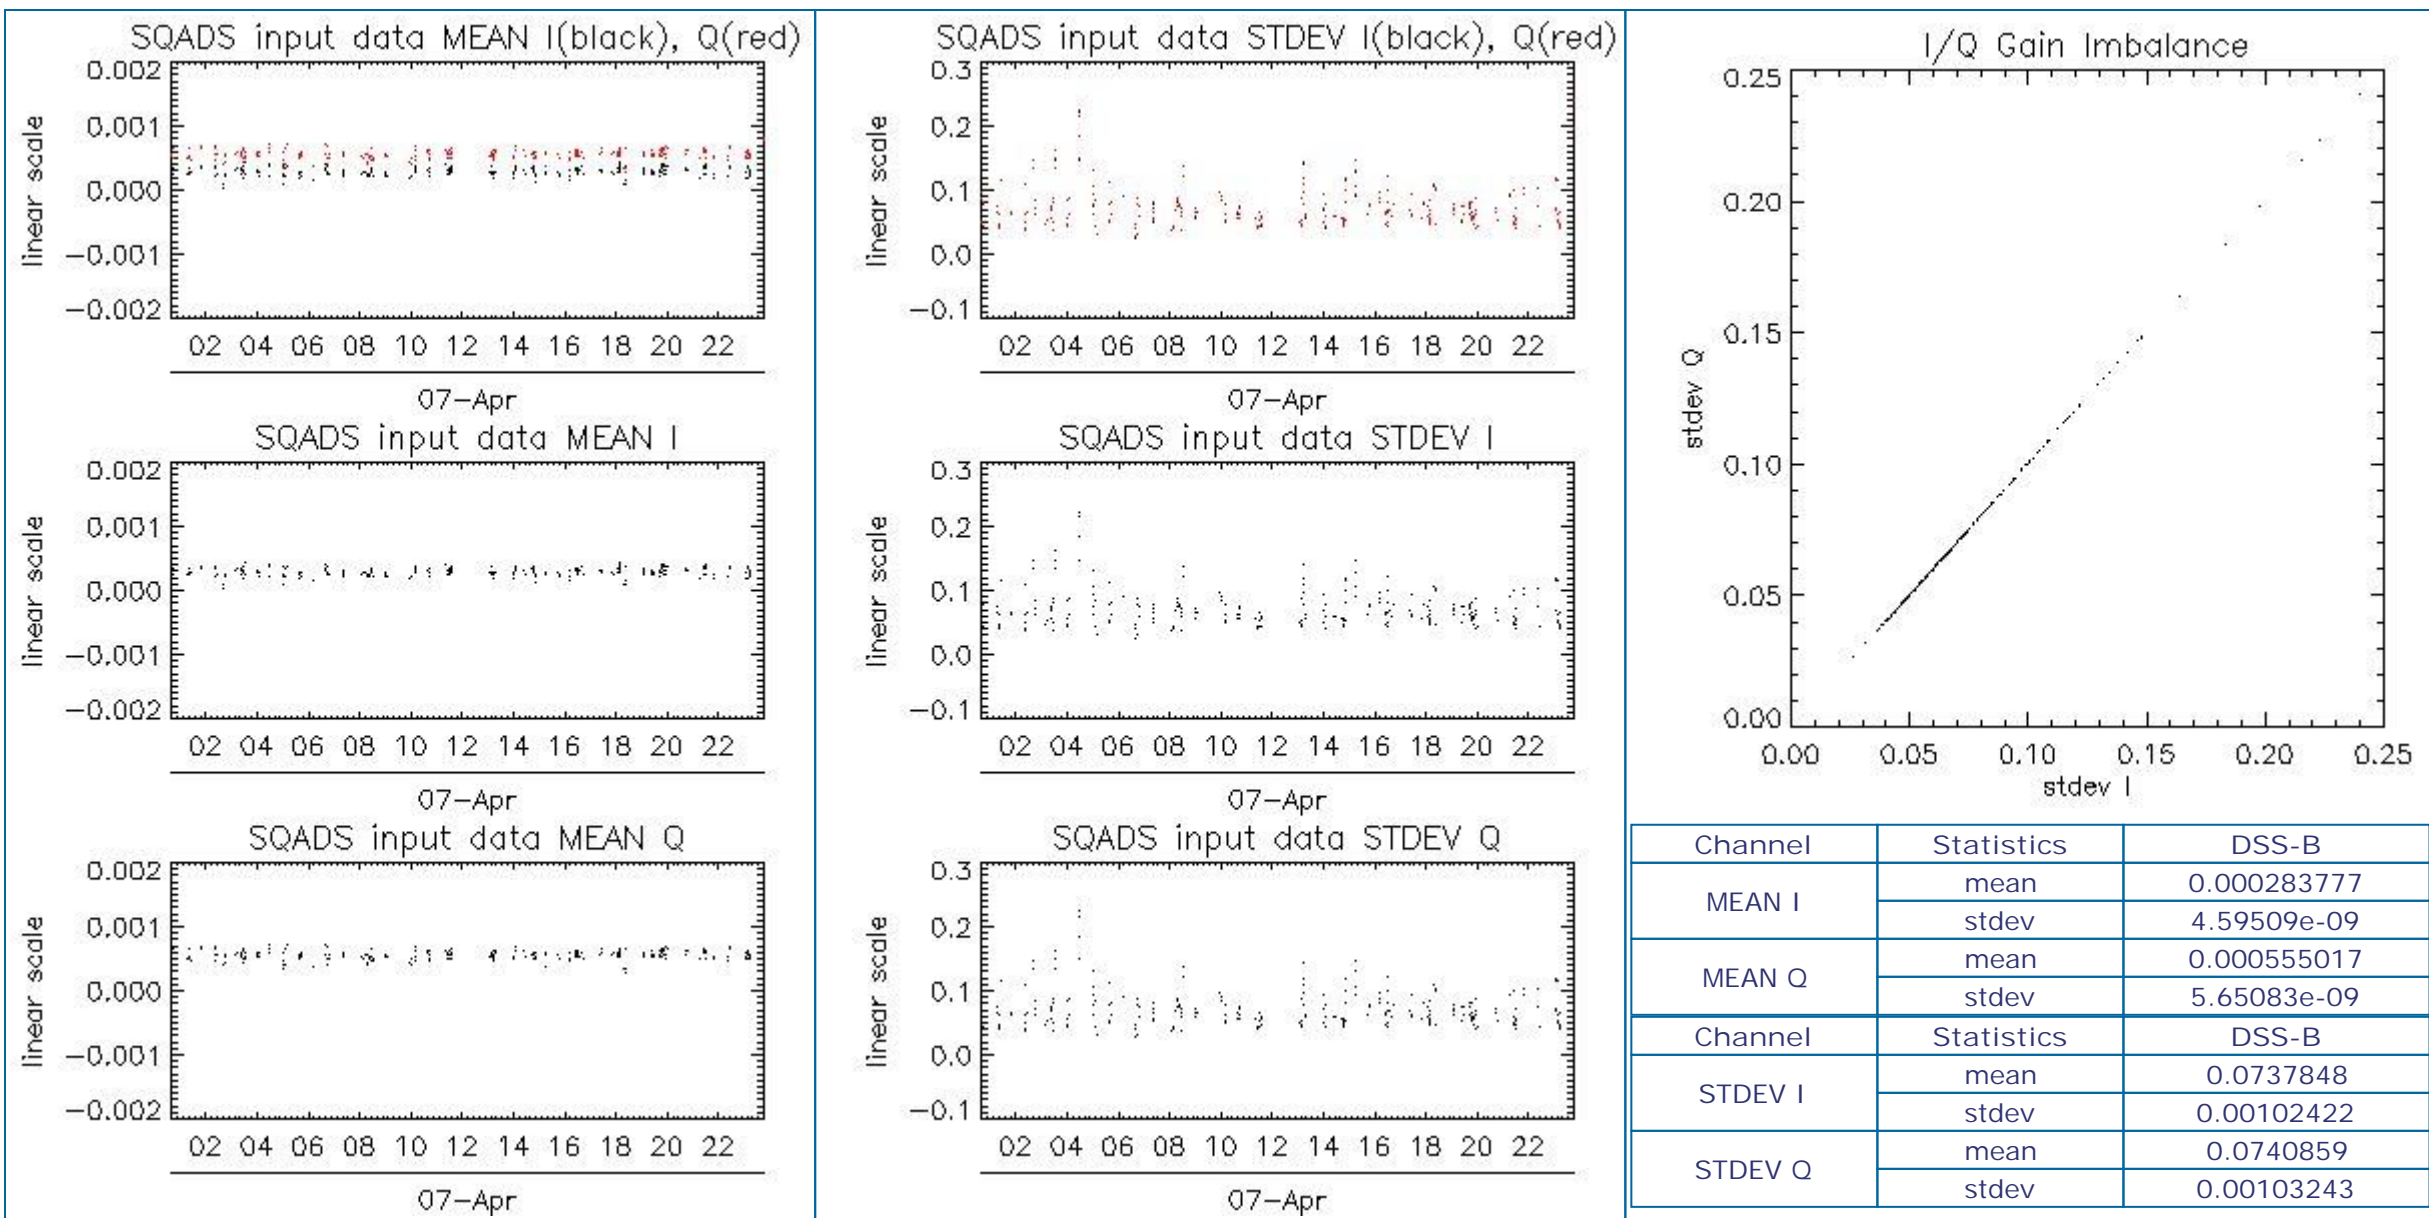 SQADS input data MEAN I(black), Q(red)
0.002
0.001
0.000
-0.001
-0.002
linear scale
02 04 06 08 10 12 14 16 18 20 22
07-Apr
SQADS input data MEAN I
0.002
0.001
0.000
-0.001
-0.002
linear scale
02 04 06 08 10 12 14 16 18 20 22
07-Apr
SQADS input data MEAN Q
0.002
0.001
0.000
-0.001
-0.002
linear scale
02 04 06 08 10 12 14 16 18 20 22
07-Apr
SQADS input data STDEV I(black), Q(red)
0.3
0.2
0.1
0.0
-0.1
linear scale
02 04 06 08 10 12 14 16 18 20 22
07-Apr
SQADS input data STDEV I
0.3
0.2
0.1
0.0
-0.1
linear scale
02 04 06 08 10 12 14 16 18 20 22
07-Apr
SQADS input data STDEV Q
0.3
0.2
0.1
0.0
-0.1
linear scale
02 04 06 08 10 12 14 16 18 20 22
07-Apr
I/Q Gain Imbalance
0.25
0.20
0.15
0.10
0.05
0.00
stdev Q
0.00 0.05 0.10 0.15 0.20 0.25
stdev I
Channel Statistics DSS-B
MEAN I mean 0.000283777
stdev 4.59509e-09
MEAN Q mean 0.000555017
stdev 5.65083e-09
Channel Statistics DSS-B
STDEV I mean 0.0737848
stdev 0.00102422
STDEV Q mean 0.0740859
stdev 0.00103243